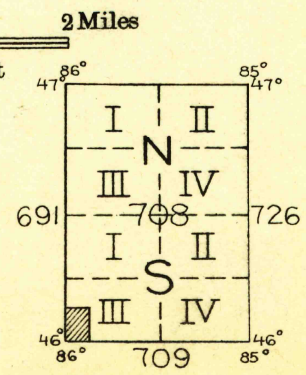 2 Miles
t
86° 85°
47° 47°
I II
N
III IV
691 708 726
I II
S
III IV
46° 46°
86° 709 85°